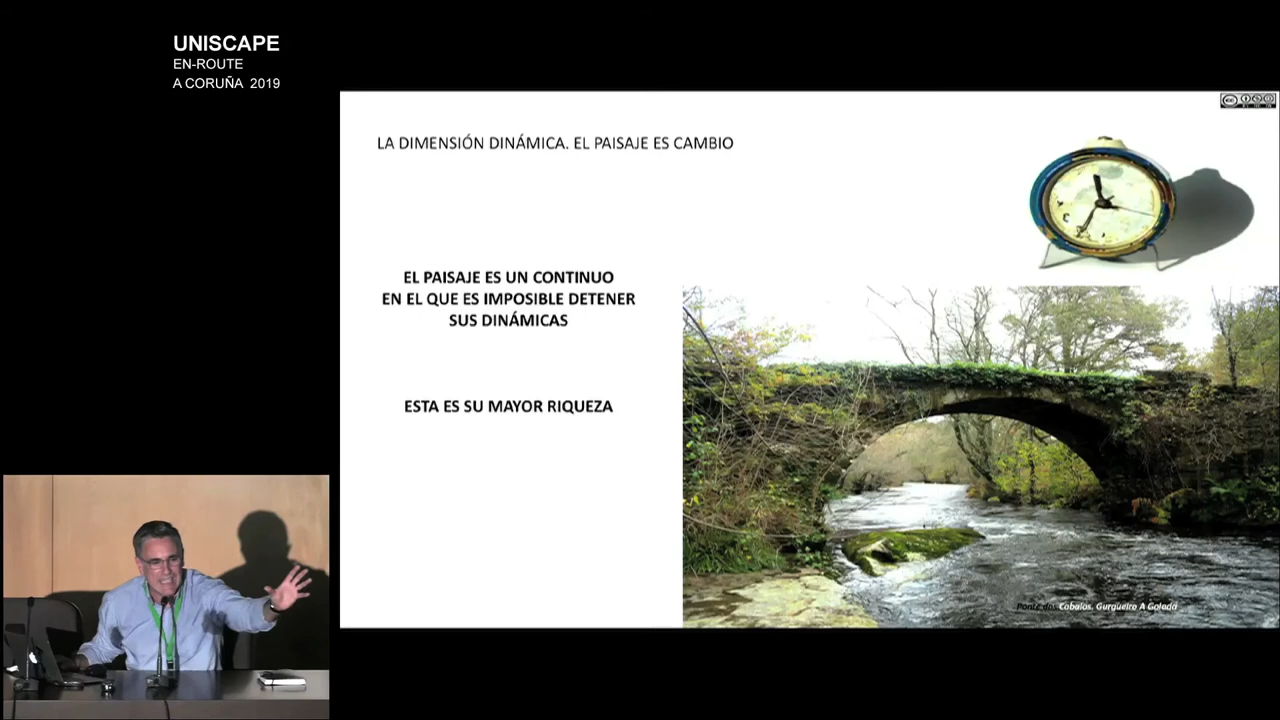 UNISCAPE
EN-ROUTE
A CORUÑA 2019
LA DIMENSIÓN DINÁMICA. EL PAISAJE ES CAMBIO
EL PAISAJE ES UN CONTINUO
EN EL QUE ES IMPOSIBLE DETENER
SUS DINÁMICAS
ESTA ES SU MAYOR RIQUEZA
Ponte dos Cabalos. Gurgueiro A Golada